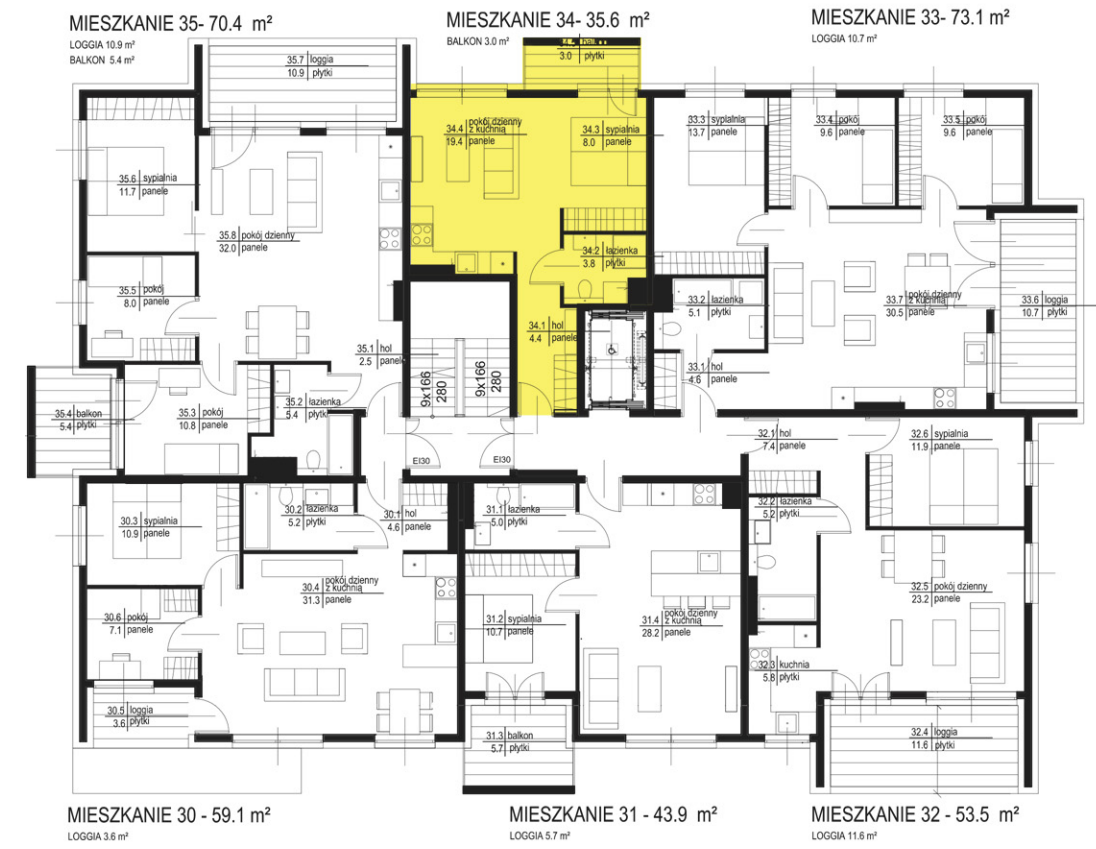 MIESZKANIE 35- 70.4 m²
LOGGIA 10.9 m²
BALKON 5.4 m²
MIESZKANIE 34- 35.6 m²
BALKON 3.0 m²
MIESZKANIE 33- 73.1 m²
LOGGIA 10.7 m²
35.7 loggia
10.9 płytki
3.0 płytki
34.4 pokój dzienny
z kuchnią
19.4 panele
34.3 sypialnia
8.0 panele
33.3 sypialnia
13.7 panele
33.4 pokój
9.6 panele
33.5 pokój
9.6 panele
35.6 sypialnia
11.7 panele
35.8 pokój dzienny
32.0 panele
34.2 łazienka
3.8 płytki
35.5 pokój
8.0 panele
33.2 łazienka
5.1 płytki
33.7 pokój dzienny
z kuchnią
30.5 panele
33.6 loggia
10.7 płytki
34.1 hol
4.4 panele
35.1 hol
2.5 panele
9x166
280
9x166
280
33.1 hol
4.6 panele
35.4 balkon
5.4 płytki
35.3 pokój
10.8 panele
35.2 łazienka
5.4 płytki
EI30
EI30
32.1 hol
7.4 panele
32.6 sypialnia
11.9 panele
30.3 sypialnia
10.9 panele
30.2 łazienka
5.2 płytki
30.1 hol
4.6 panele
31.1 łazienka
5.0 płytki
32.2 łazienka
5.2 płytki
30.4 pokój dzienny
z kuchnią
31.3 panele
32.5 pokój dzienny
23.2 panele
30.6 pokój
7.1 panele
31.2 sypialnia
10.7 panele
31.4 pokój dzienny
z kuchnią
28.2 panele
32.3 kuchnia
5.8 płytki
30.5 loggia
3.6 płytki
31.3 balkon
5.7 płytki
32.4 loggia
11.6 płytki
MIESZKANIE 30 - 59.1 m²
LOGGIA 3.6 m²
MIESZKANIE 31 - 43.9 m²
LOGGIA 5.7 m²
MIESZKANIE 32 - 53.5 m²
LOGGIA 11.6 m²